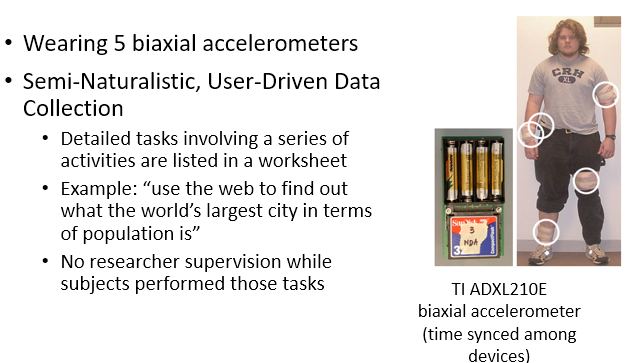 • Wearing 5 biaxial accelerometers
• Semi-Naturalistic, User-Driven Data
Collection
• Detailed tasks involving a series of
activities are listed in a worksheet
• Example: “use the web to find out
what the world’s largest city in terms
of population is”
• No researcher supervision while
subjects performed those tasks
CRH
XL
SanDisk
3
MDA
CompactFlash
TI ADXL210E
biaxial accelerometer
(time synced among
devices)